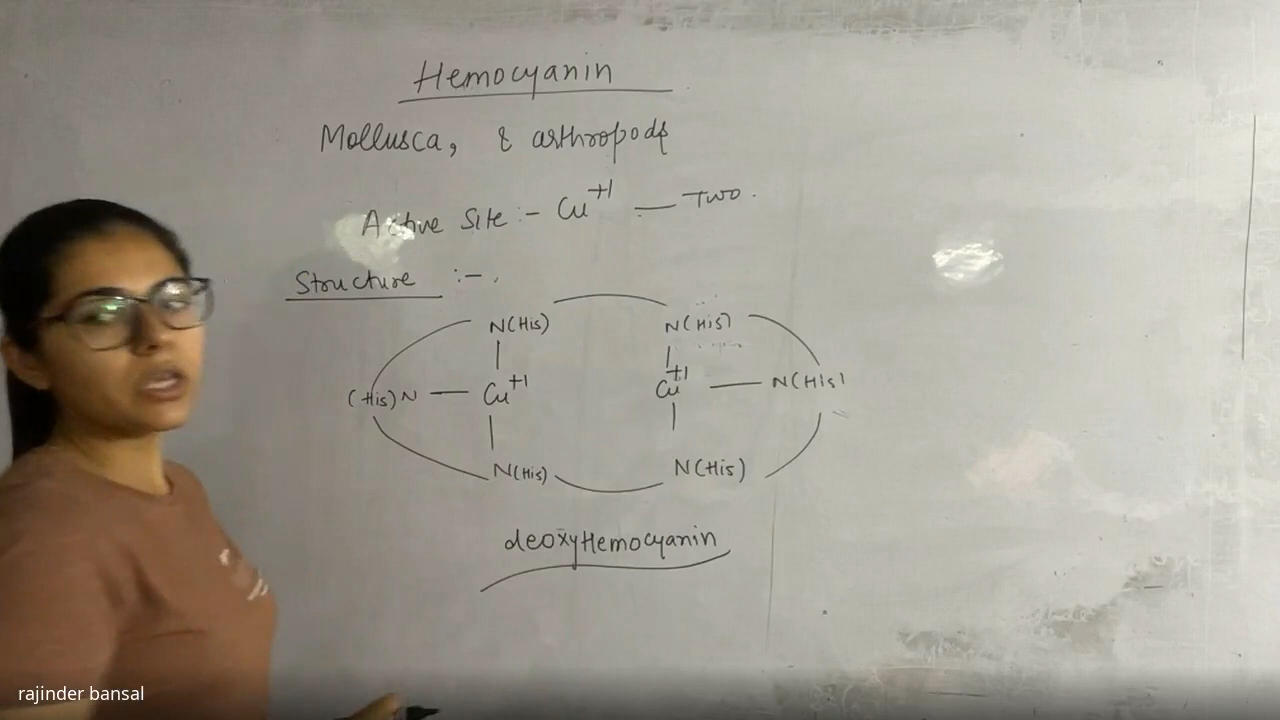 Hemocyanin
Mollusca, & arthropods
Active Site :- Cu+1 — Two.
Structure :-.
N(His) N(His)
(His)N — Cu+1 Cu+1 — N(His)
N(His) N(His)
deoxyHemocyanin
rajinder bansal